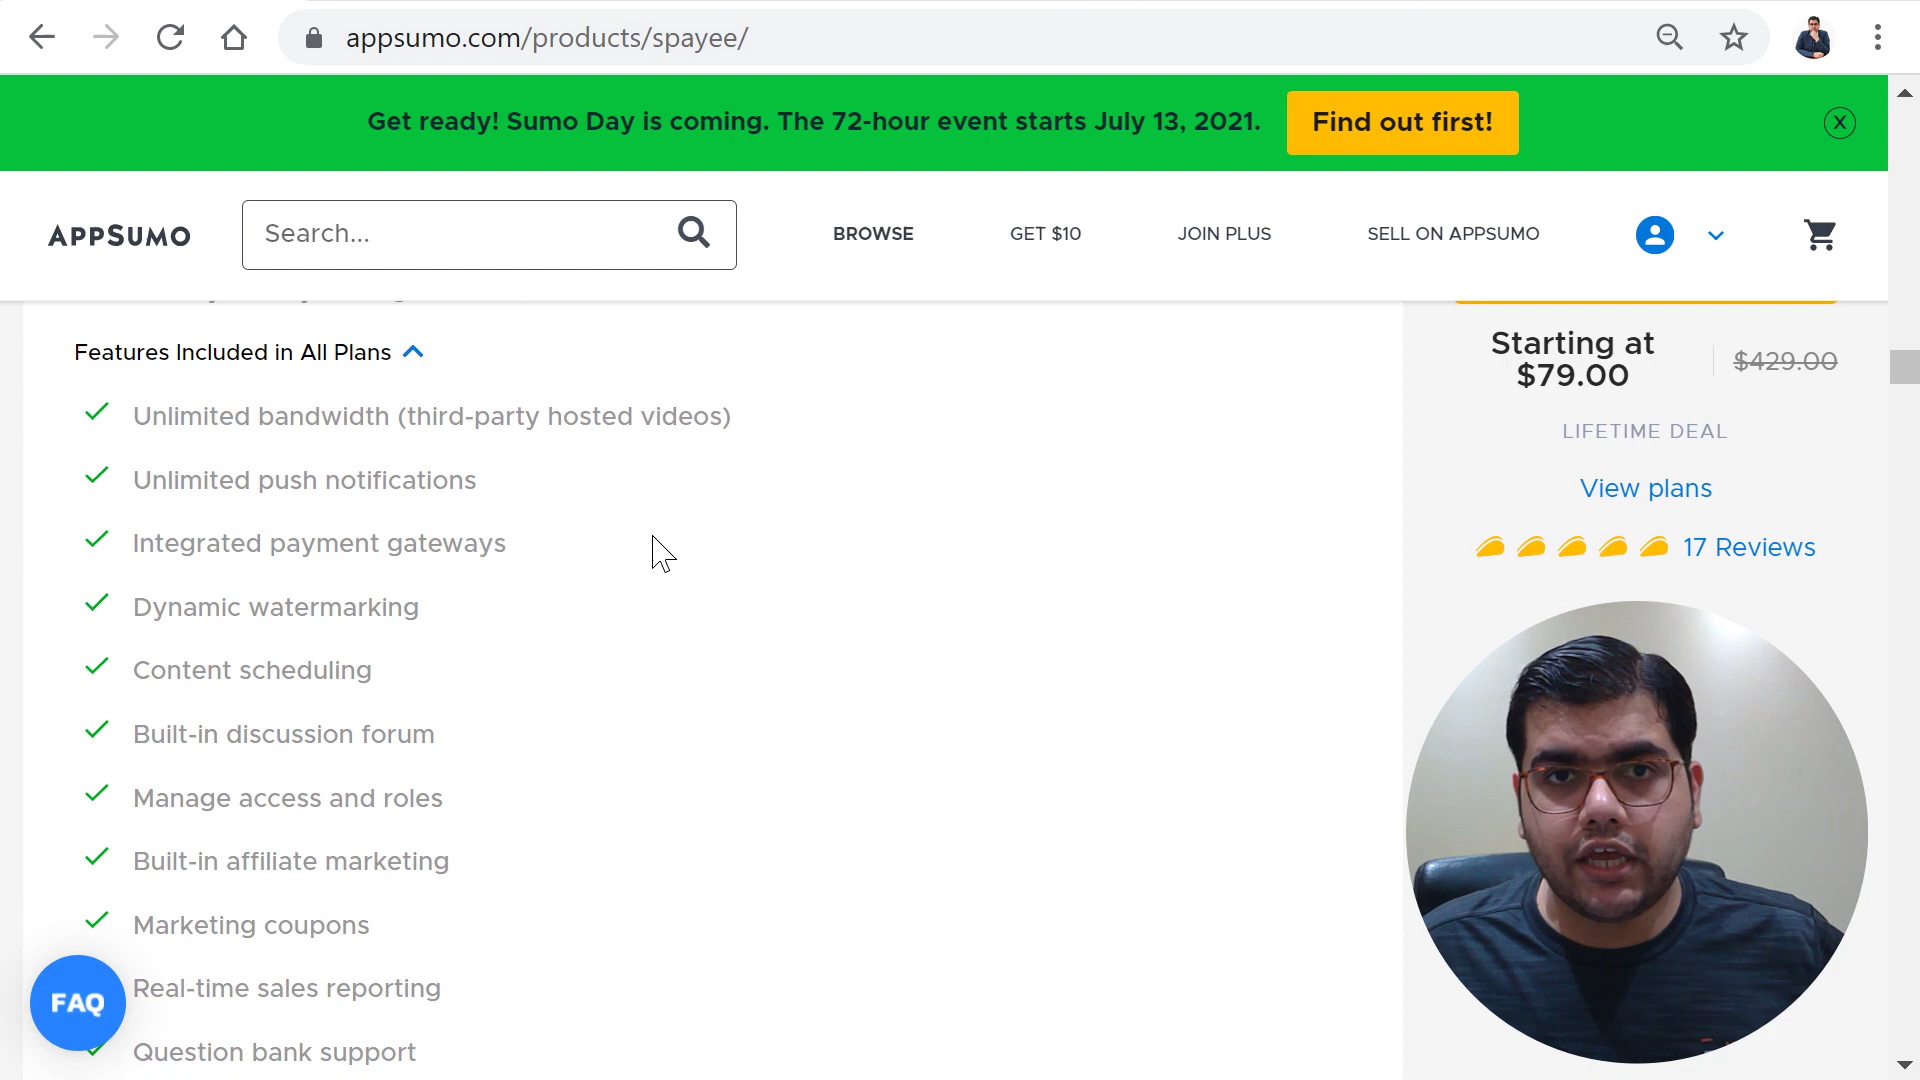 appsumo.com/products/spayee/
Get ready! Sumo Day is coming. The 72-hour event starts July 13, 2021.
Find out first!
X
APPSUMO
Search...
BROWSE
GET $10
JOIN PLUS
SELL ON APPSUMO
Features Included in All Plans
Unlimited bandwidth (third-party hosted videos)
Unlimited push notifications
Integrated payment gateways
Dynamic watermarking
Content scheduling
Built-in discussion forum
Manage access and roles
Built-in affiliate marketing
Marketing coupons
Real-time sales reporting
Question bank support
FAQ
Starting at
$79.00
$429.00
LIFETIME DEAL
View plans
17 Reviews